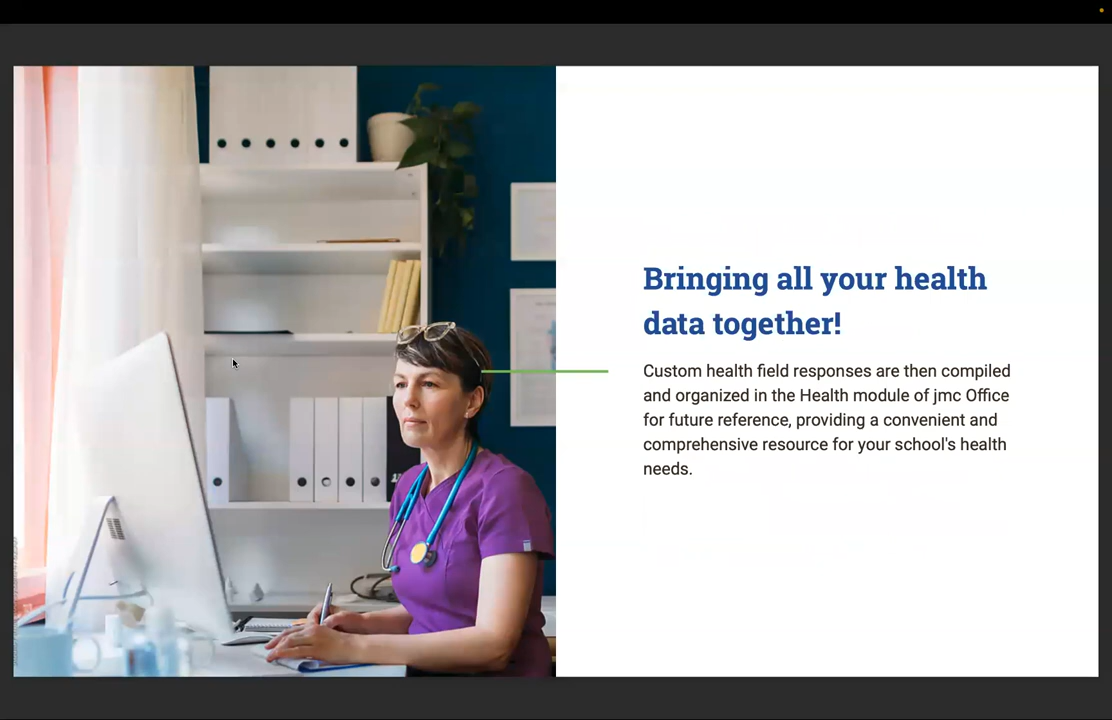 Bringing all your health
data together!
Custom health field responses are then compiled
and organized in the Health module of jmc Office
for future reference, providing a convenient and
comprehensive resource for your school's health
needs.